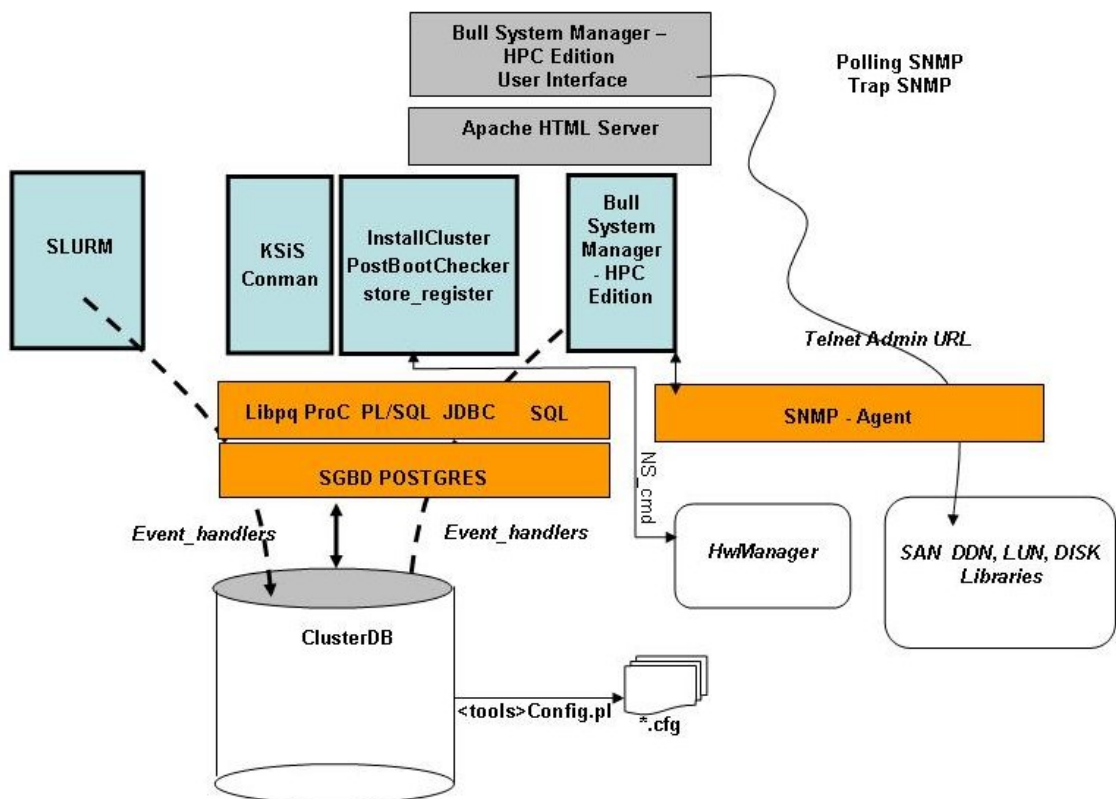 Bull System Manager –
HPC Edition
User Interface
Polling SNMP
Trap SNMP
Apache HTML Server
SLURM
KSiS
Conman
InstallCluster
PostBootChecker
store_register
Bull
System
Manager
- HPC
Edition
Telnet Admin URL
Libpq ProC PL/SQL JDBC SQL
SNMP - Agent
SGBD POSTGRES
NS_cmd
Event_handlers
Event_handlers
HwManager
SAN DDN, LUN, DISK
Libraries
ClusterDB
<tools>Config.pl
*.cfg